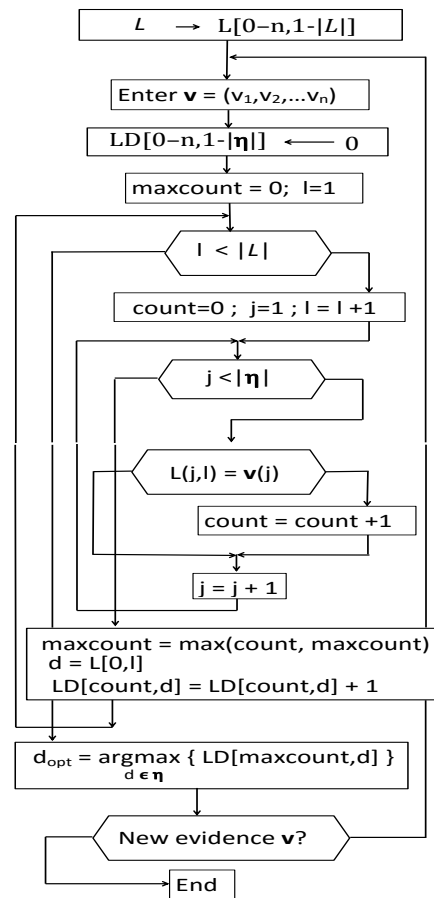 L → L[0−n,1-|L|]
Enter v = (v₁,v₂,...vₙ)
LD[0−n,1-|η|] ← 0
maxcount = 0; l=1
l < |L|
count=0 ; j=1 ; l = l +1
j <|η|
L(j,l) = v(j)
count = count +1
j = j + 1
maxcount = max(count, maxcount)
d = L[0,l]
LD[count,d] = LD[count,d] + 1
d_opt = argmax { LD[maxcount,d] }
d ϵ η
New evidence v?
End